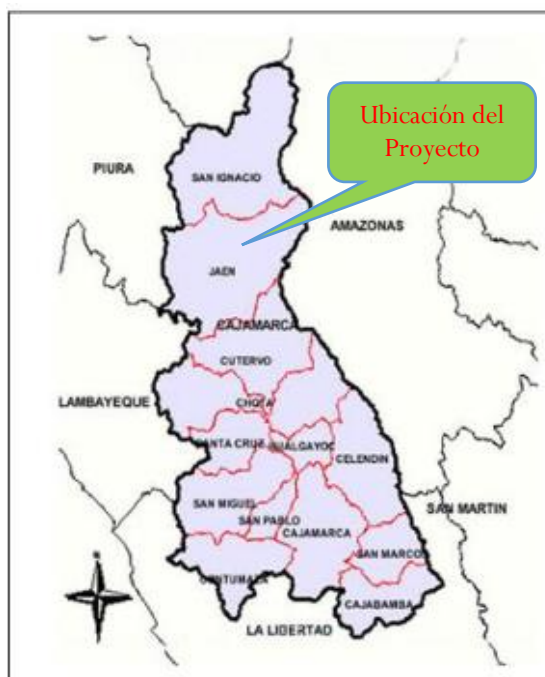 Ubicación del
Proyecto
PIURA
SAN IGNACIO
AMAZONAS
JAEN
CAJAMARCA
CUTERVO
LAMBAYEQUE
CHOTA
SANTA CRUZ
HUALGAYOC
CELENDIN
SAN MIGUEL
SAN PABLO
CAJAMARCA
SAN MARTIN
SAN MARCOS
CONTUMAZA
CAJABAMBA
LA LIBERTAD